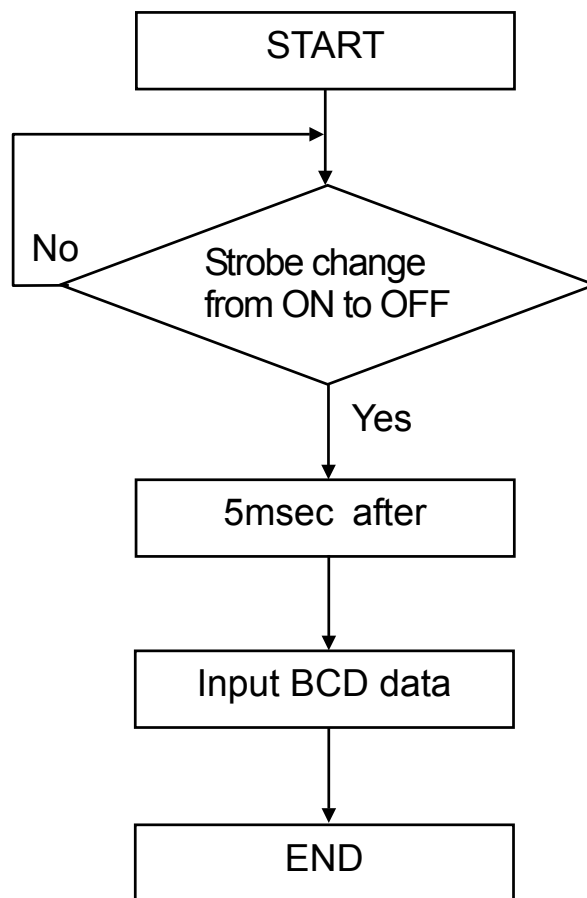 START
No
Strobe change
from ON to OFF
Yes
5msec after
Input BCD data
END